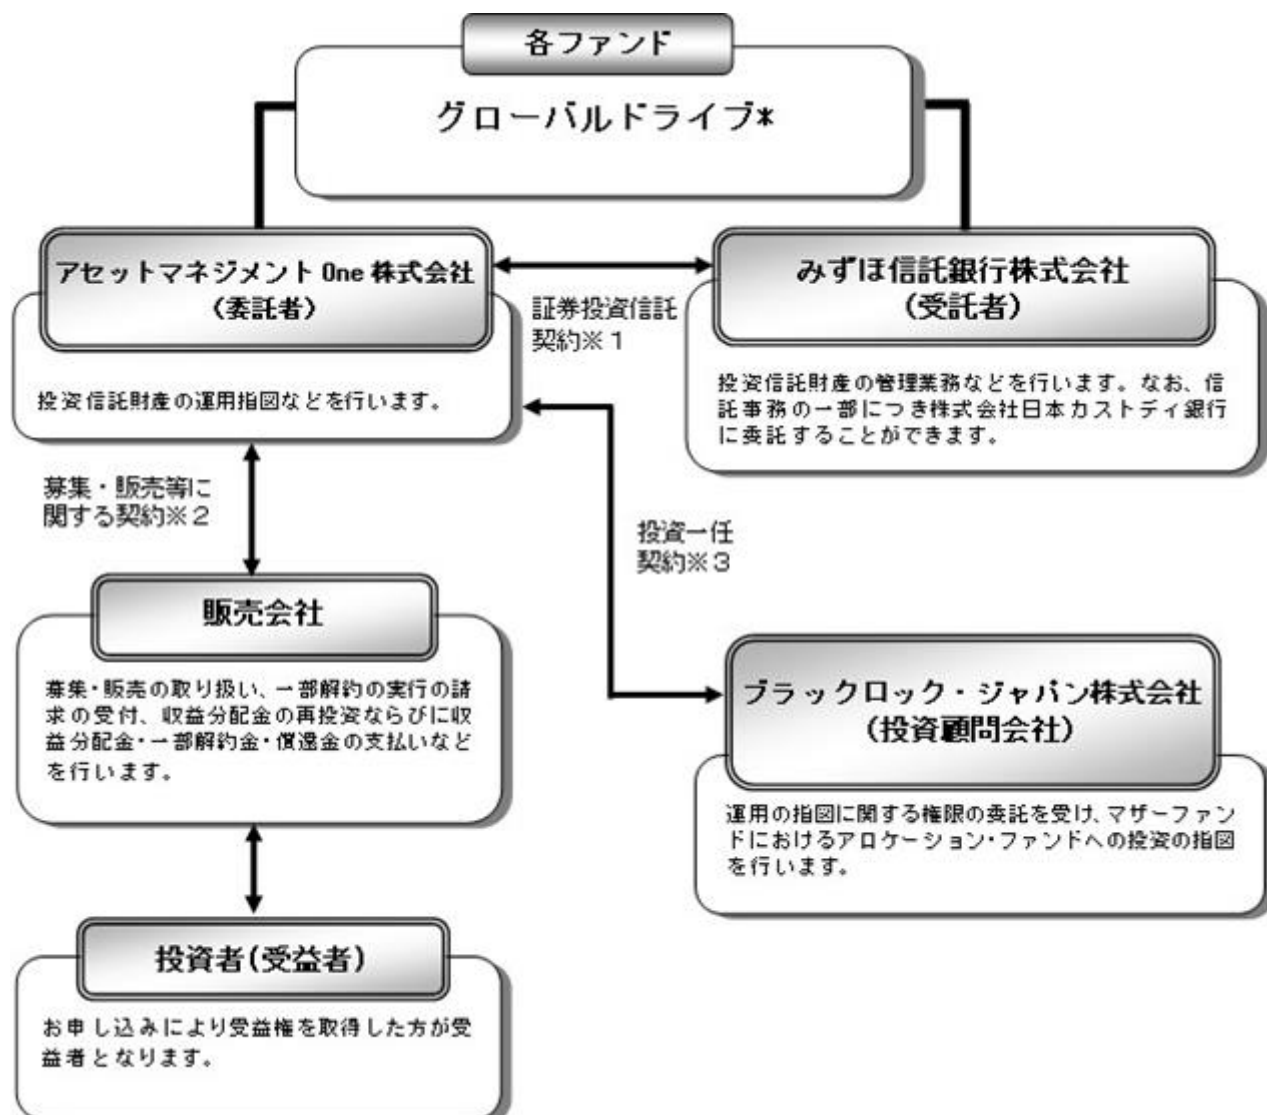 各ファンド
グローバルドライブ*
アセットマネジメント One 株式会社
(委託者)
投資信託財産の運用指図などを行います。
証券投資信託
契約※1
みずほ信託銀行株式会社
(受託者)
投資信託財産の管理業務などを行います。なお、信
託事務の一部につき株式会社日本カストディ銀行
に委託することができます。
募集・販売等に
関する契約※2
投資一任
契約※3
販売会社
募集・販売の取り扱い、一部解約の実行の請
求の受付、収益分配金の再投資ならびに収
益分配金・一部解約金・償還金の支払いなど
を行います。
ブラックロック・ジャパン株式会社
(投資顧問会社)
運用の指図に関する権限の委託を受け、マザーファン
ドにおけるアロケーション・ファンドへの投資の指図
を行います。
投資者(受益者)
お申し込みにより受益権を取得した方が受
益者となります。